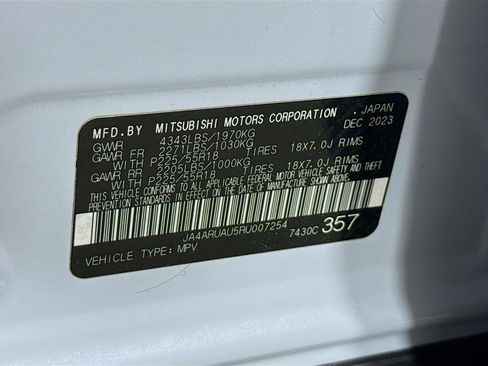 MFD.BY MITSUBISHI MOTORS CORPORATION , JAPAN
GVWR 4343LBS/1970KG DEC 2023
GAWR FR 2271LBS/1030KG
WITH P225/55R18 TIRES 18X7.0J RIMS
GAWR RR 2205LBS/1000KG
WITH P225/55R18 TIRES 18X7.0J RIMS
THIS VEHICLE CONFORMS TO ALL APPLICABLE
FEDERAL MOTOR VEHICLE SAFETY AND THEFT
PREVENTION STANDARDS IN EFFECT ON THE DATE OF
MANUFACTURE SHOWN ABOVE.
JA4ARUAU5RU007254 7430C 357
VEHICLE TYPE: MPV